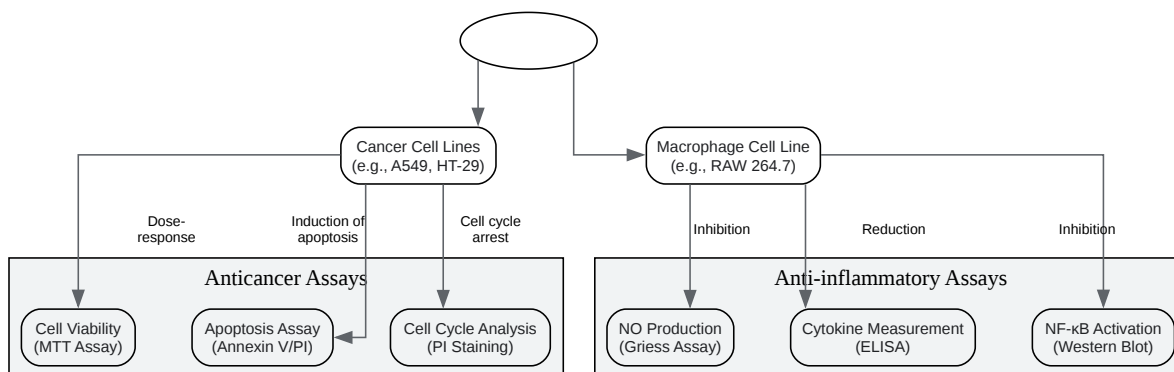 Cancer Cell Lines
(e.g., A549, HT-29)
Macrophage Cell Line
(e.g., RAW 264.7)
Dose-
response
Induction of
apoptosis
Cell cycle
arrest
Inhibition
Reduction
Inhibition
Anticancer Assays
Anti-inflammatory Assays
Cell Viability
(MTT Assay)
Apoptosis Assay
(Annexin V/PI)
Cell Cycle Analysis
(PI Staining)
NO Production
(Griess Assay)
Cytokine Measurement
(ELISA)
NF-κB Activation
(Western Blot)